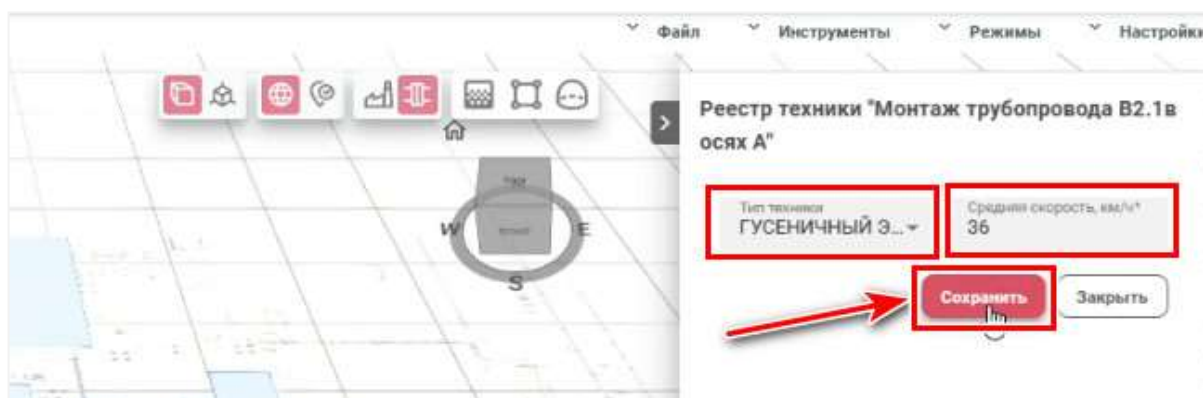 Файл Инструменты Режимы Настройки
Реестр техники "Монтаж трубопровода В2.1в
осях А"
Тип техники Средняя скорость, км/ч*
ГУСЕНИЧНЫЙ Э... 36
Сохранить Закрыть
W E
S